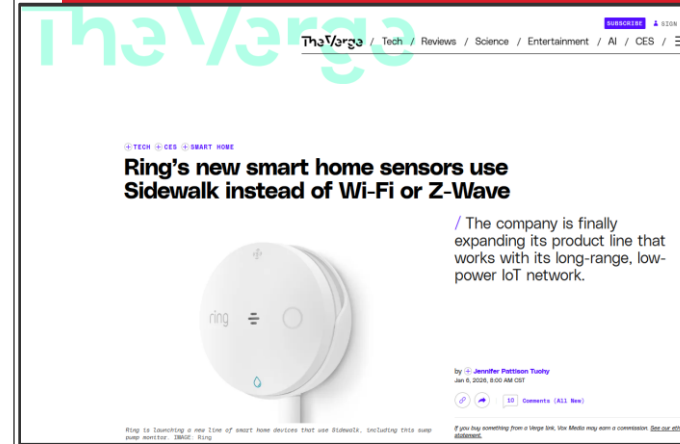 The Verge
SUBSCRIBE SIGN
The Verge / Tech / Reviews / Science / Entertainment / AI / CES /
TECH CES SMART HOME
Ring's new smart home sensors use
Sidewalk instead of Wi-Fi or Z-Wave
/ The company is finally
expanding its product line that
works with its long-range, low-
power IoT network.
ring
by Jennifer Pattison Tuohy
Jan 6, 2026, 8:00 AM CST
10 Comments (All New)
Ring is launching a new line of smart home devices that use Sidewalk, including this sump
pump monitor. IMAGE: Ring
If you buy something from a Verge link, Vox Media may earn a commission. See our eth
statement.